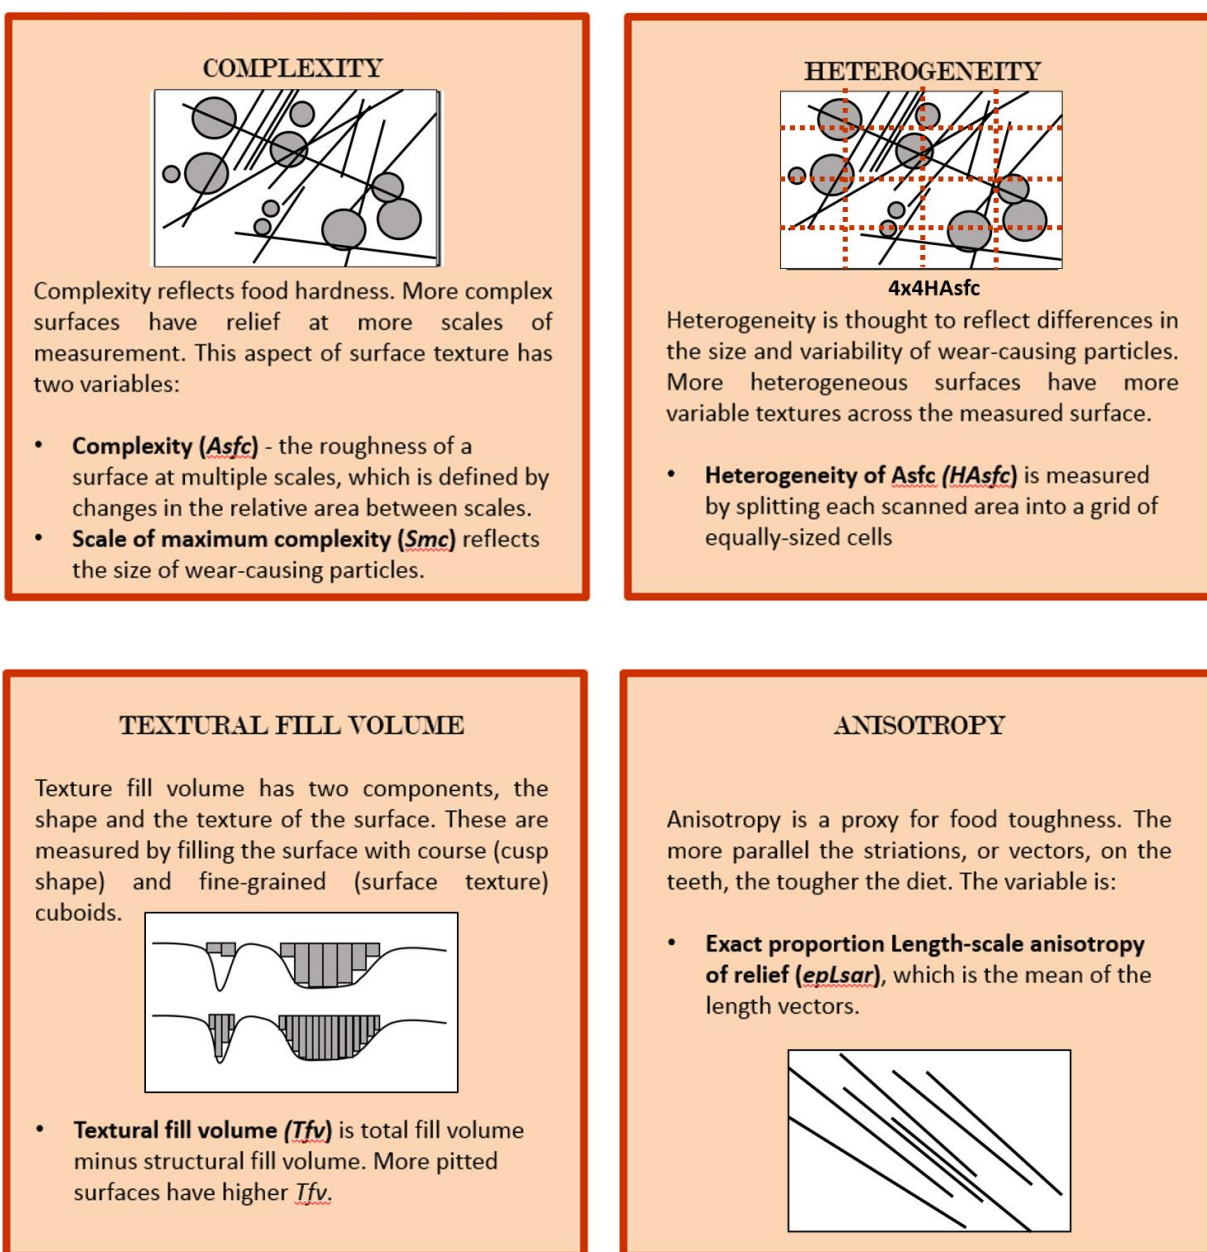 COMPLEXITY
Complexity reflects food hardness. More complex
surfaces have relief at more scales of
measurement. This aspect of surface texture has
two variables:
• Complexity (Asfc) - the roughness of a
surface at multiple scales, which is defined by
changes in the relative area between scales.
• Scale of maximum complexity (Smc) reflects
the size of wear-causing particles.
HETEROGENEITY
4x4HAsfc
Heterogeneity is thought to reflect differences in
the size and variability of wear-causing particles.
More heterogeneous surfaces have more
variable textures across the measured surface.
• Heterogeneity of Asfc (HAsfc) is measured
by splitting each scanned area into a grid of
equally-sized cells
TEXTURAL FILL VOLUME
Texture fill volume has two components, the
shape and the texture of the surface. These are
measured by filling the surface with course (cusp
shape) and fine-grained (surface texture)
cuboids.
• Textural fill volume (Tfv) is total fill volume
minus structural fill volume. More pitted
surfaces have higher Tfv.
ANISOTROPY
Anisotropy is a proxy for food toughness. The
more parallel the striations, or vectors, on the
teeth, the tougher the diet. The variable is:
• Exact proportion Length-scale anisotropy
of relief (epLsar), which is the mean of the
length vectors.